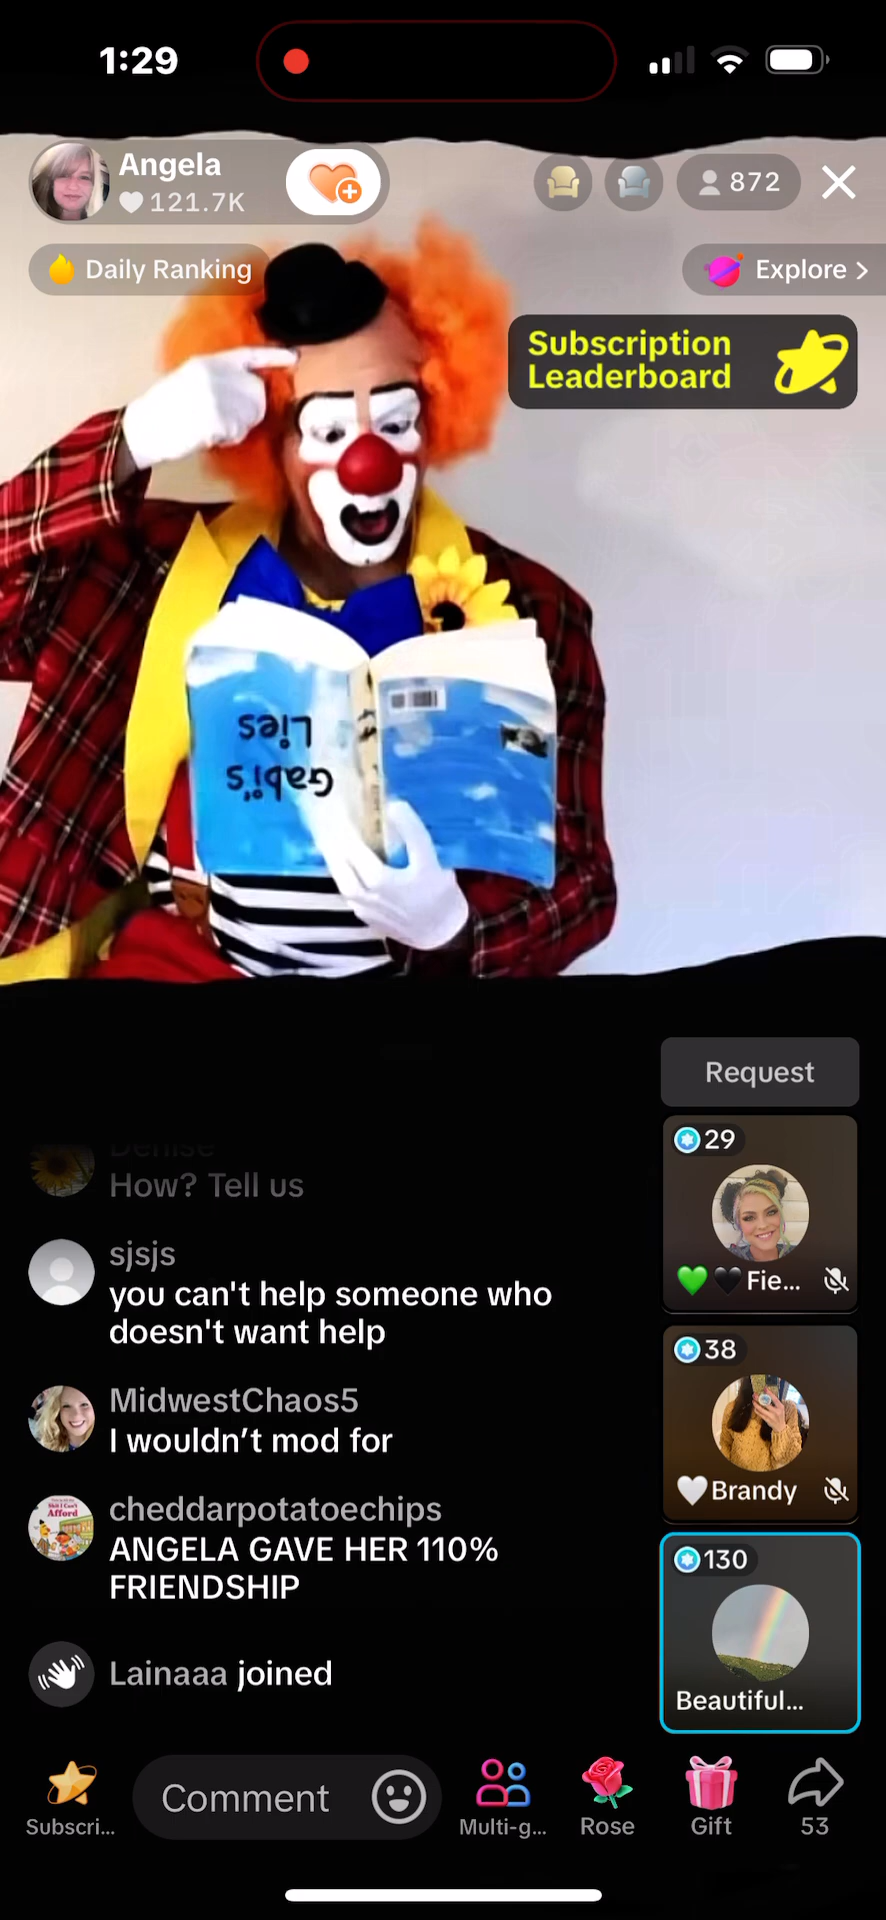 1:29
Angela
121.7K
872
Daily Ranking
Explore >
Subscription
Leaderboard
Gabi's
Lies
Request
Denise
How? Tell us
sjsjs
you can't help someone who
doesn't want help
MidwestChaos5
I wouldn’t mod for
cheddarpotatoechips
Afford
ANGELA GAVE HER 110%
FRIENDSHIP
Lainaaa joined
29
Fie...
38
Brandy
130
Beautiful...
Subscri...
Comment
Multi-g...
Rose
Gift
53